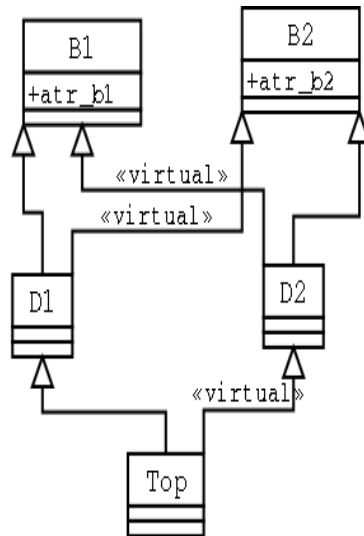 B1
B2
+atr_b1
+atr_b2
«virtual»
«virtual»
D1
D2
«virtual»
Top